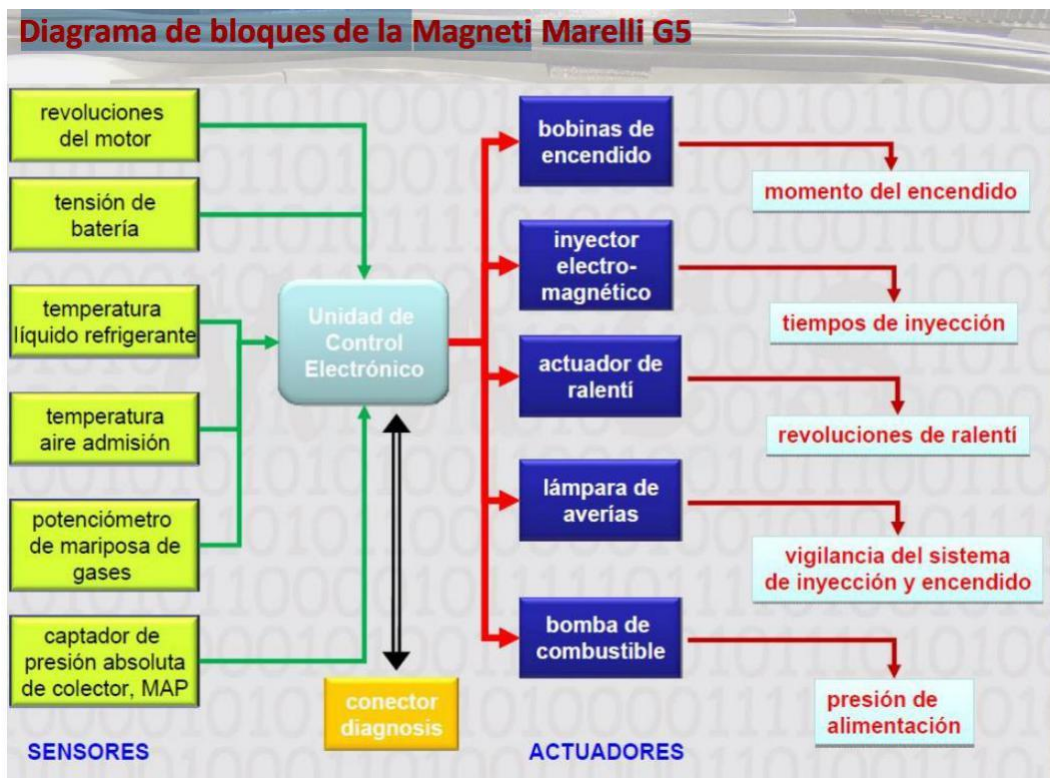 Diagrama de bloques de la Magneti Marelli G5
revoluciones
del motor
tensión de
batería
temperatura
líquido refrigerante
temperatura
aire admisión
potenciómetro
de mariposa de
gases
captador de
presión absoluta
de colector, MAP
SENSORES
Unidad de
Control
Electrónico
conector
diagnosis
bobinas de
encendido
inyector
electro-
magnético
actuador de
ralentí
lámpara de
averías
bomba de
combustible
ACTUADORES
momento del encendido
tiempos de inyección
revoluciones de ralentí
vigilancia del sistema
de inyección y encendido
presión de
alimentación